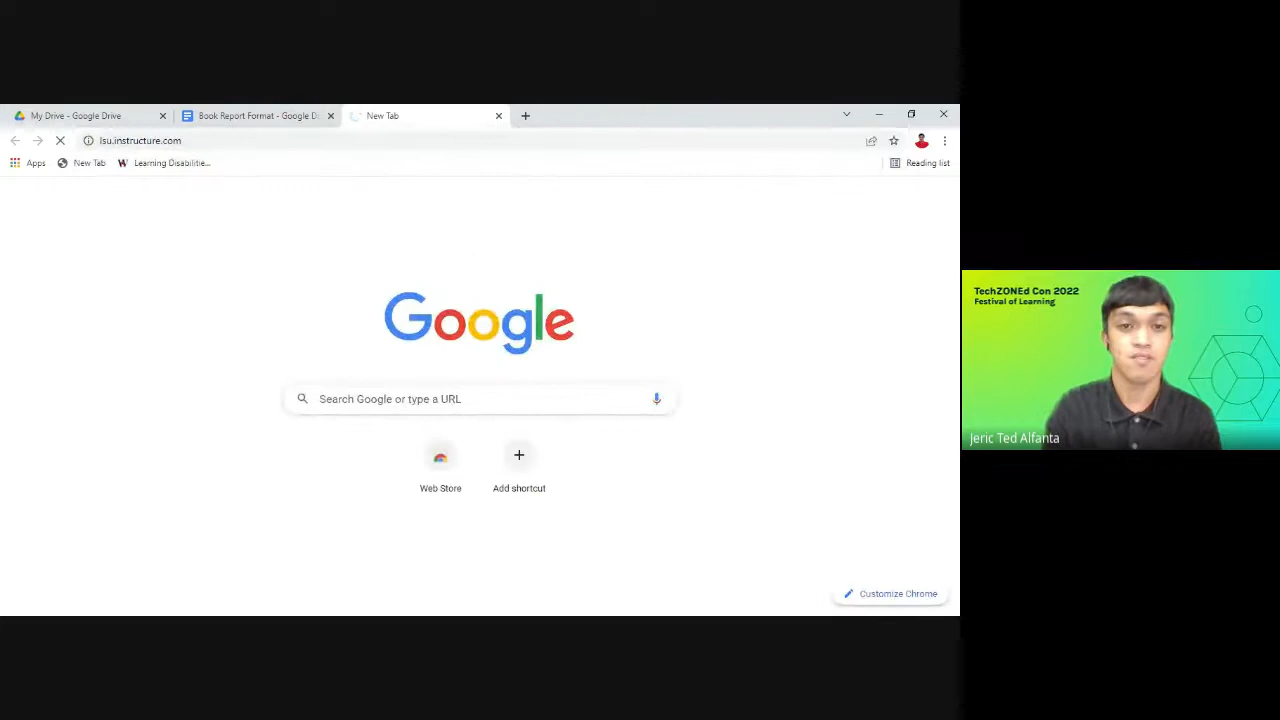 My Drive - Google Drive
Book Report Format - Google D
New Tab
lsu.instructure.com
Apps
New Tab
Learning Disabilitie...
Reading list
Google
Search Google or type a URL
Web Store
Add shortcut
Customize Chrome
TechZONEd Con 2022
Festival of Learning
Jeric Ted Alfanta